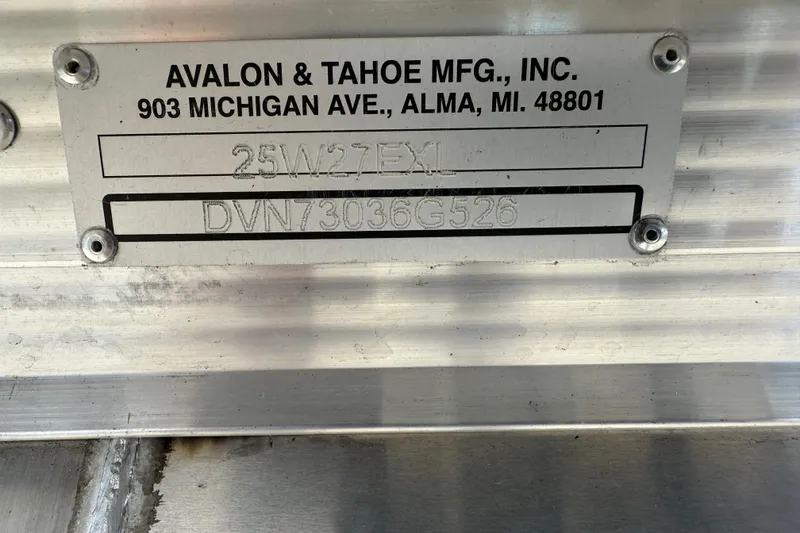 AVALON & TAHOE MFG., INC.
903 MICHIGAN AVE., ALMA, MI. 48801
25W27EXL
DVN73036G526